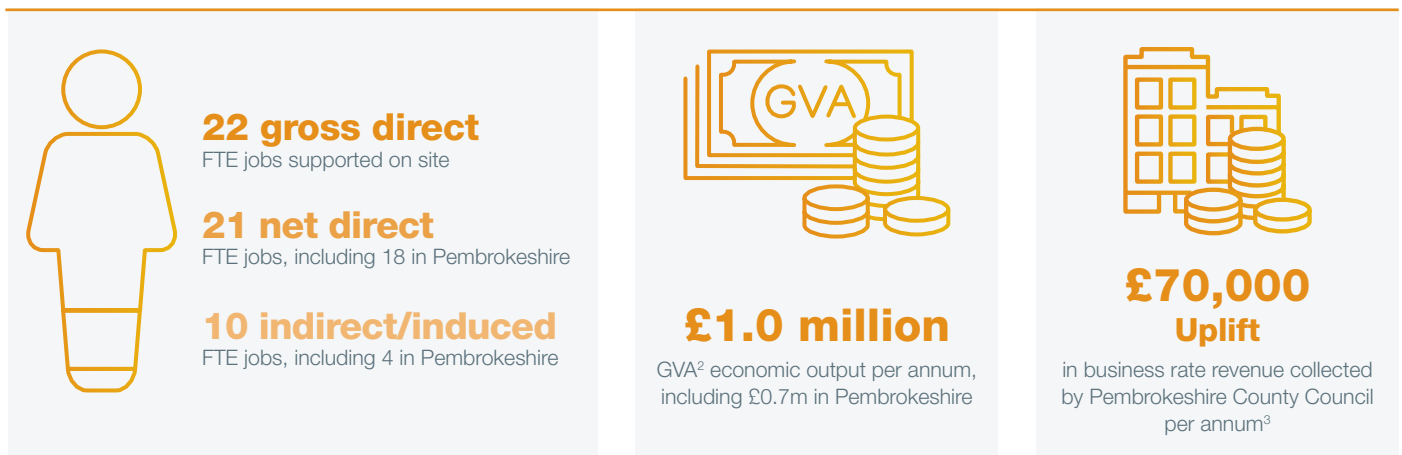 22 gross direct
FTE jobs supported on site
21 net direct
FTE jobs, including 18 in Pembrokeshire
10 indirect/induced
FTE jobs, including 4 in Pembrokeshire
GVA
£1.0 million
GVA² economic output per annum,
including £0.7m in Pembrokeshire
£70,000
Uplift
in business rate revenue collected
by Pembrokeshire County Council
per annum³